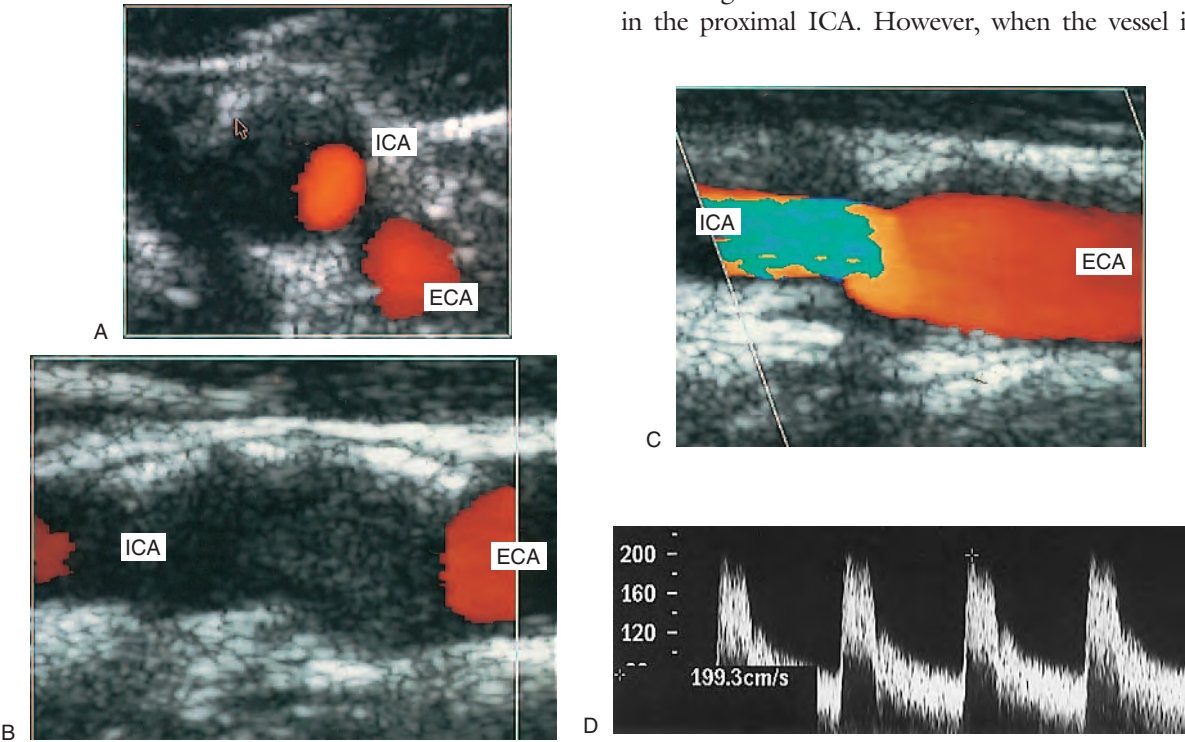 in the proximal ICA. However, when the vessel i
ICA
ECA
A
ICA
ECA
B
ICA
ECA
C
200
160
120
199.3cm/s
D